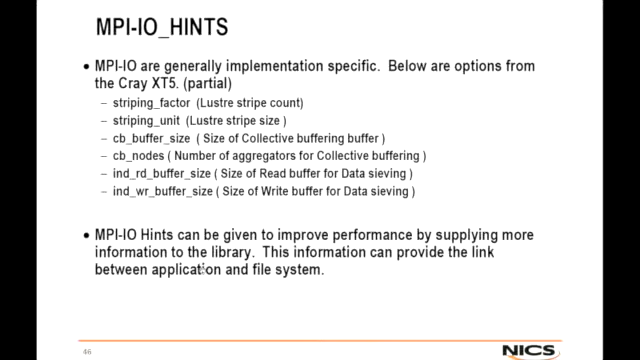 MPI-IO_HINTS
• MPI-IO are generally implementation specific. Below are options from
the Cray XT5. (partial)
– striping_factor (Lustre stripe count)
– striping_unit (Lustre stripe size )
– cb_buffer_size ( Size of Collective buffering buffer )
– cb_nodes ( Number of aggregators for Collective buffering )
– ind_rd_buffer_size ( Size of Read buffer for Data sieving )
– ind_wr_buffer_size ( Size of Write buffer for Data sieving )
• MPI-IO Hints can be given to improve performance by supplying more
information to the library. This information can provide the link
between application and file system.
46
NICS